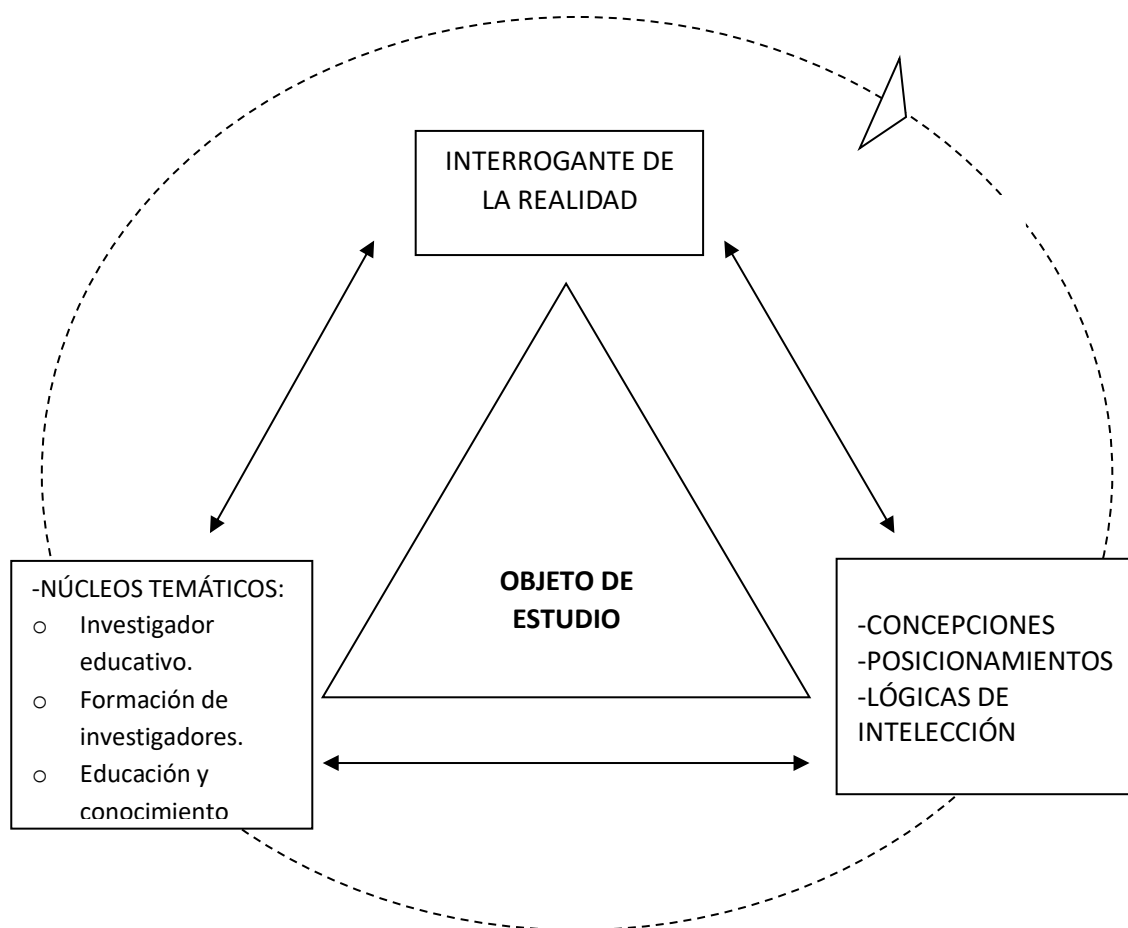 INTERROGANTE DE
LA REALIDAD
-NÚCLEOS TEMÁTICOS:
o Investigador
educativo.
o Formación de
investigadores.
o Educación y
conocimiento
OBJETO DE
ESTUDIO
-CONCEPCIONES
-POSICIONAMIENTOS
-LÓGICAS DE
INTELECCIÓN